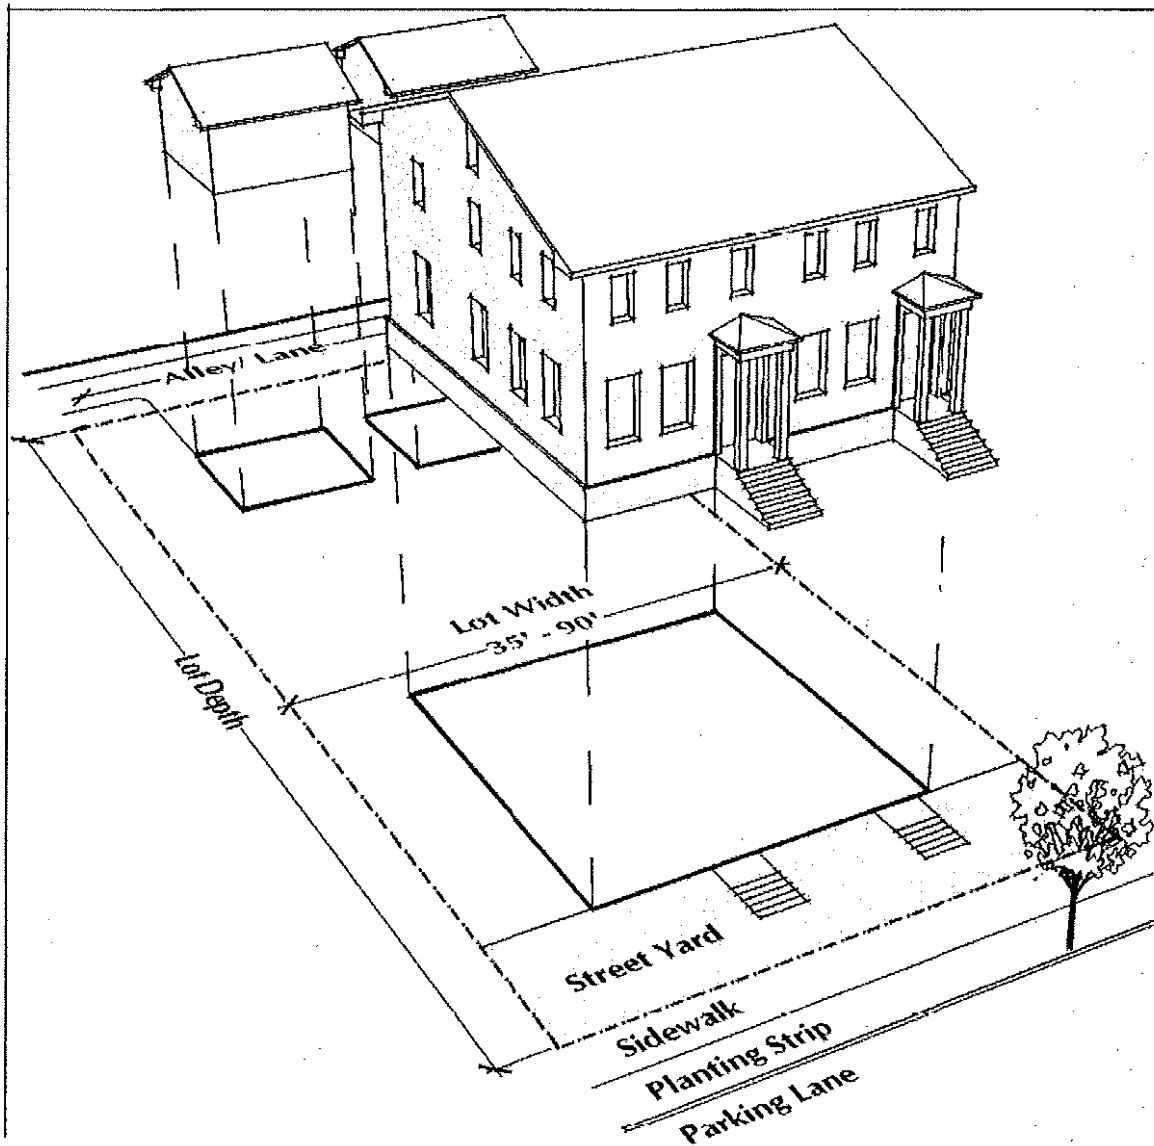 Alley/ Lane
Lot Width
35' - 90'
Lot Depth
Street Yard
Sidewalk
Planting Strip
Parking Lane